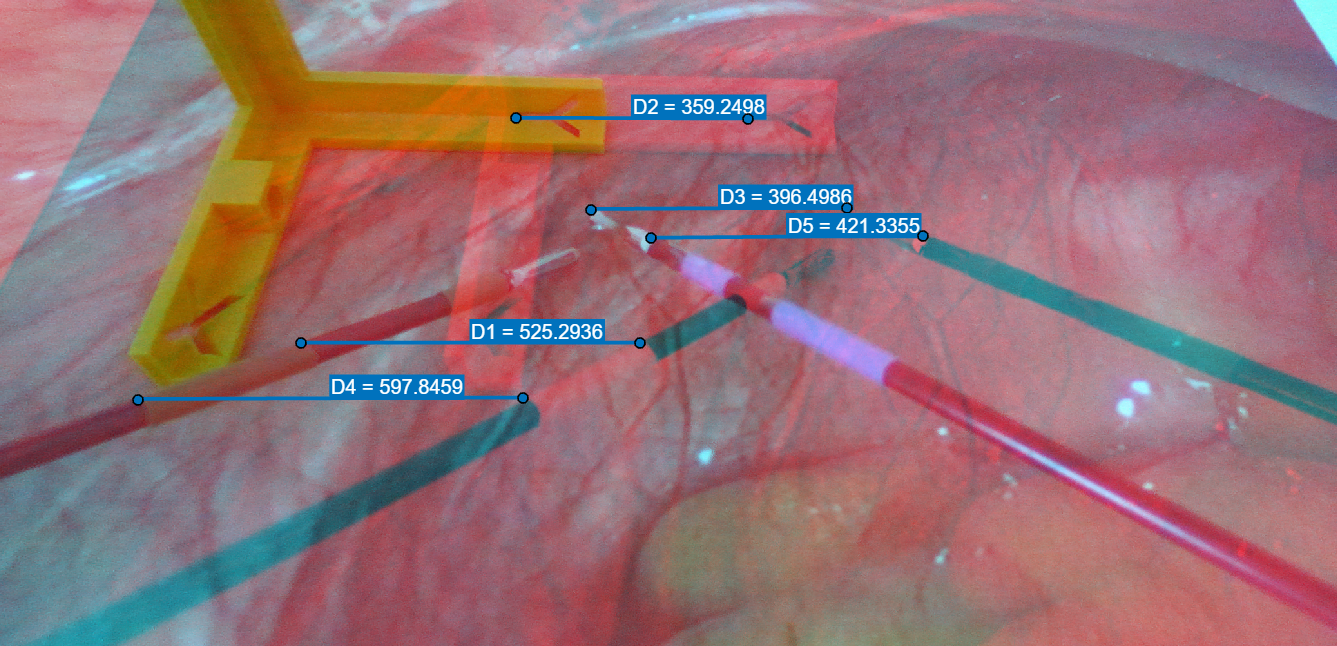 D2 = 359.2498
D3 = 396.4986
D5 = 421.3355
D1 = 525.2936
D4 = 597.8459